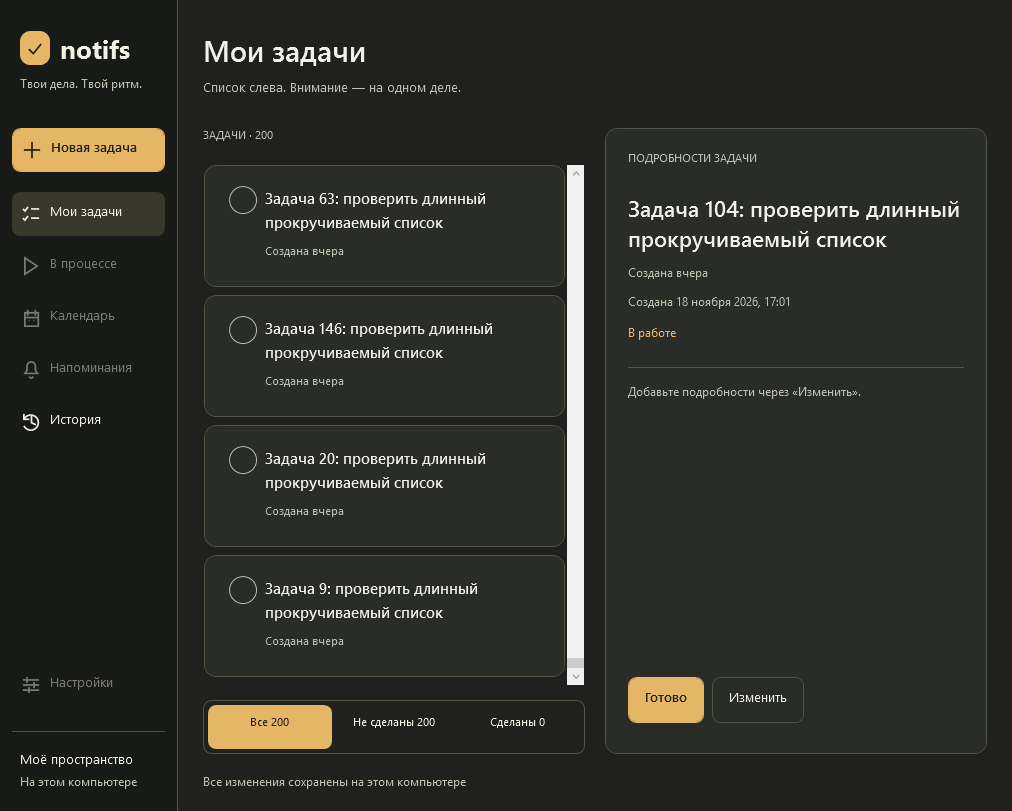 notifs
Твои дела. Твой ритм.
Новая задача
Мои задачи
В процессе
Календарь
Напоминания
История
Настройки
Моё пространство
На этом компьютере
Мои задачи
Список слева. Внимание — на одном деле.
ЗАДАЧИ · 200
Задача 63: проверить длинный
прокручиваемый список
Создана вчера
Задача 146: проверить длинный
прокручиваемый список
Создана вчера
Задача 20: проверить длинный
прокручиваемый список
Создана вчера
Задача 9: проверить длинный
прокручиваемый список
Создана вчера
Все 200
Не сделаны 200
Сделаны 0
Все изменения сохранены на этом компьютере
ПОДРОБНОСТИ ЗАДАЧИ
Задача 104: проверить длинный
прокручиваемый список
Создана вчера
Создана 18 ноября 2026, 17:01
В работе
Добавьте подробности через «Изменить».
Готово
Изменить